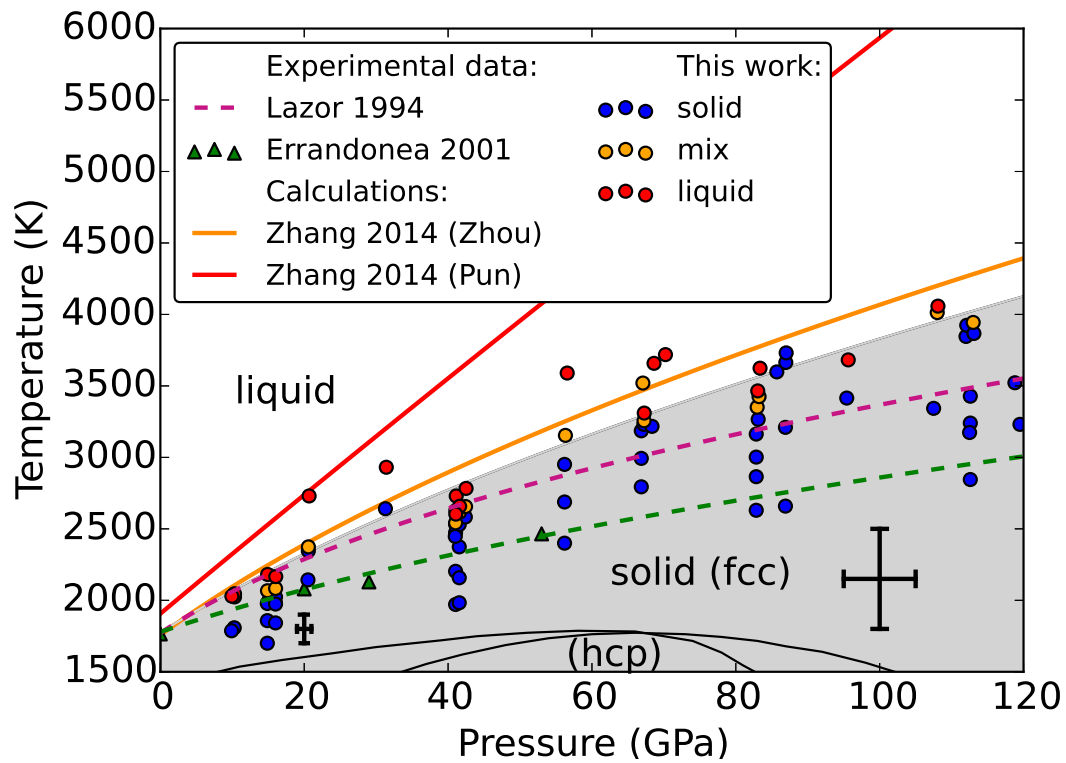 6000
5500
5000
4500
4000
3500
3000
2500
2000
1500
Temperature (K)
Experimental data:
Lazor 1994
Errandonea 2001
Calculations:
Zhang 2014 (Zhou)
Zhang 2014 (Pun)
This work:
solid
mix
liquid
liquid
solid (fcc)
(hcp)
0 20 40 60 80 100 120
Pressure (GPa)